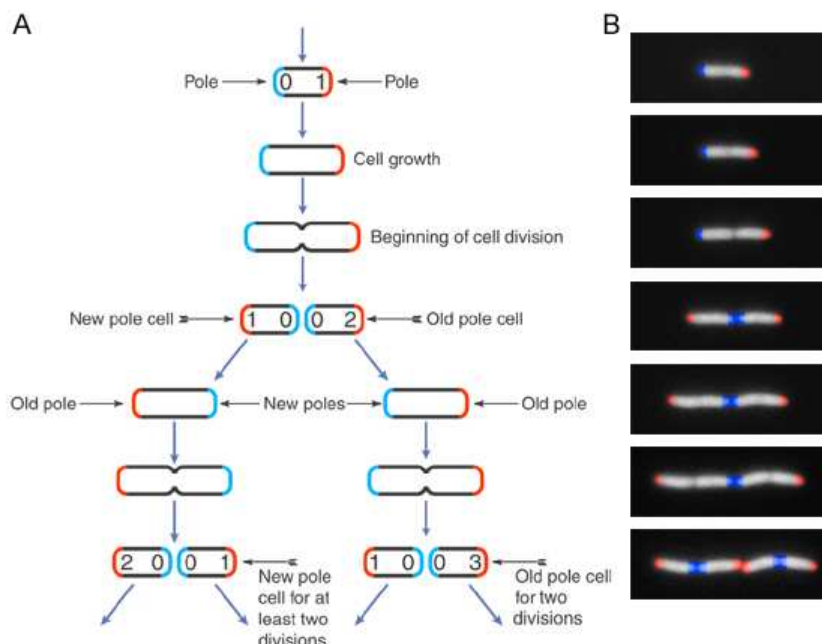 A
B
Pole
0 1
Pole
Cell growth
Beginning of cell division
New pole cell
1 0 0 2
Old pole cell
Old pole
New poles
Old pole
2 0 0 1
1 0 0 3
New pole
cell for at
least two
divisions
Old pole cell
for two
divisions